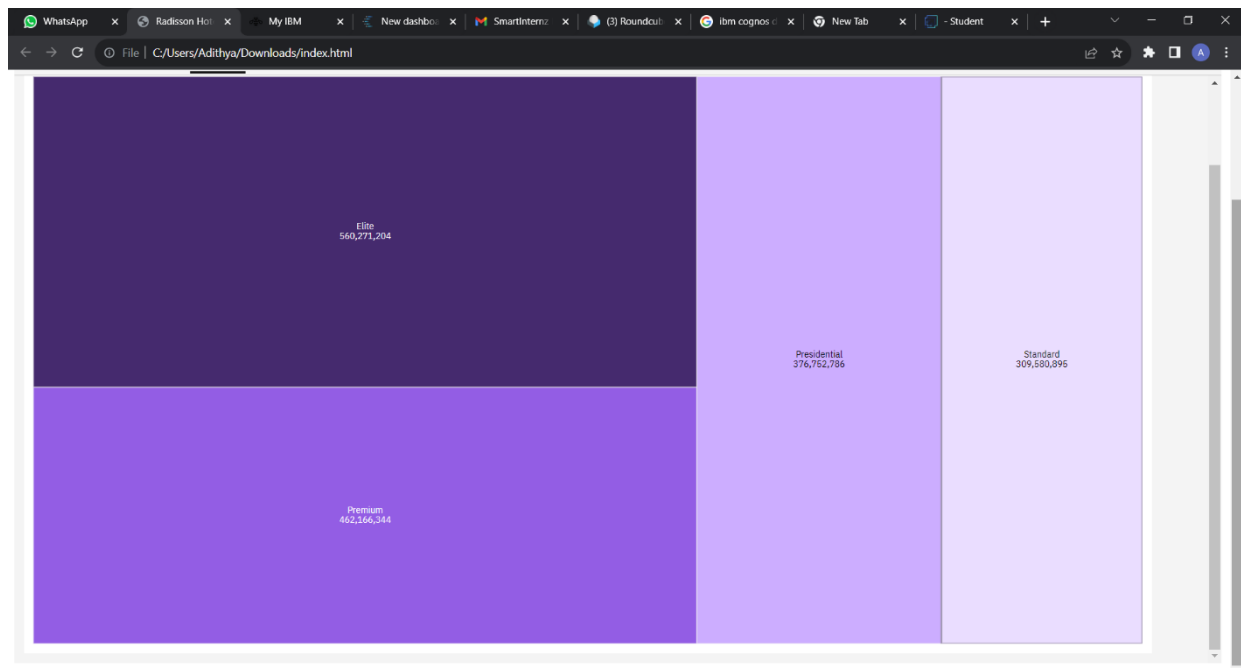 WhatsApp
Radisson Hot
My IBM
New dashboa
SmartInternz
(3) Roundcub
ibm cognos d
New Tab
- Student
File
C:/Users/Adithya/Downloads/index.html
A
Elite
560,271,204
Presidential
376,752,786
Standard
309,580,895
Premium
462,166,344